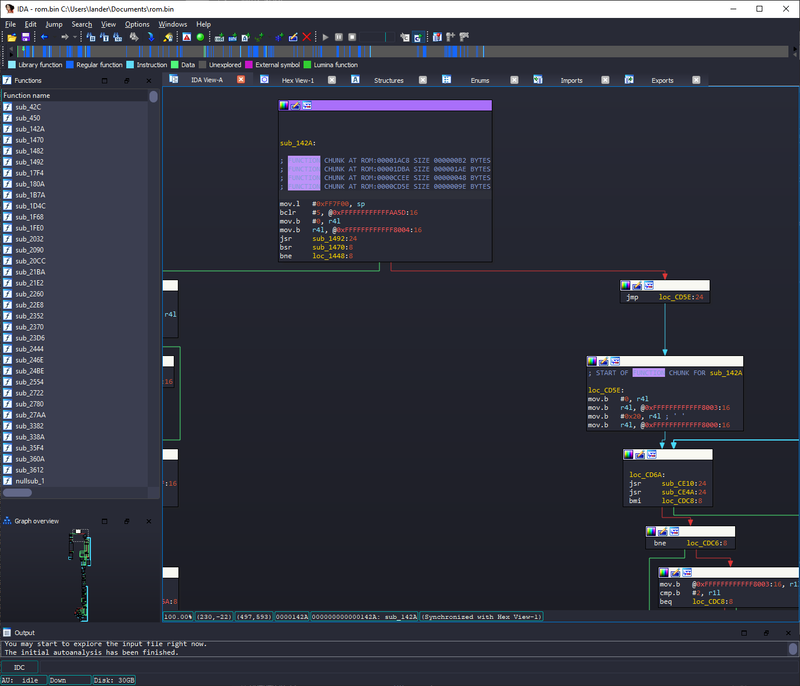 IDA - rom.bin C:\Users\lander\Documents\rom.bin
File Edit Jump Search View Options Windows Help
Library function Regular function Instruction Data Unexplored External symbol Lumina function
Functions
IDA View-A Hex View-1 Structures Enums Imports Exports
Function name
sub_42C
sub_450
sub_142A
sub_1470
sub_1482
sub_1492
sub_17F4
sub_180A
sub_1B7A
sub_1D4C
sub_1F68
sub_1FE0
sub_2032
sub_2090
sub_20CC
sub_21BA
sub_21E2
sub_2260
sub_22E8
sub_2352
sub_2370
sub_23D6
sub_2444
sub_246E
sub_24BE
sub_2554
sub_2722
sub_2780
sub_27AA
sub_3382
sub_338A
sub_35F4
sub_360A
sub_3612
nullsub_1
Graph overview
sub_142A:
; FUNCTION CHUNK AT ROM:00001AC8 SIZE 000000B2 BYTES
; FUNCTION CHUNK AT ROM:00001DBA SIZE 000001AE BYTES
; FUNCTION CHUNK AT ROM:0000CCEE SIZE 00000048 BYTES
; FUNCTION CHUNK AT ROM:0000CD5E SIZE 0000009E BYTES
mov.l #0xFF7F00, sp
bclr #5, @0xFFFFFFFFFFFFAA5D:16
mov.b #0, r4l
mov.b r4l, @0xFFFFFFFFFFFF8004:16
jsr sub_1492:24
bsr sub_1470:8
bne loc_1448:8
jmp loc_CD5E:24
r4l
:16
; START OF FUNCTION CHUNK FOR sub_142A
loc_CD5E:
mov.b #0, r4l
mov.b r4l, @0xFFFFFFFFFFFF8003:16
mov.b #0x20, r4l ; ' '
mov.b r4l, @0xFFFFFFFFFFFF8000:16
:16
loc_CD6A:
jsr sub_CE10:24
jsr sub_CE4A:24
bmi loc_CDC8:8
bne loc_CDC6:8
6A:8
mov.b @0xFFFFFFFFFFFF8003:16, r1
cmp.b #2, r1l
beq loc_CDC8:8
100.00% (230,-22) (497,593) 0000142A 000000000000142A: sub_142A (Synchronized with Hex View-1)
Output
You may start to explore the input file right now.
The initial autoanalysis has been finished.
IDC
AU: idle Down Disk: 30GB